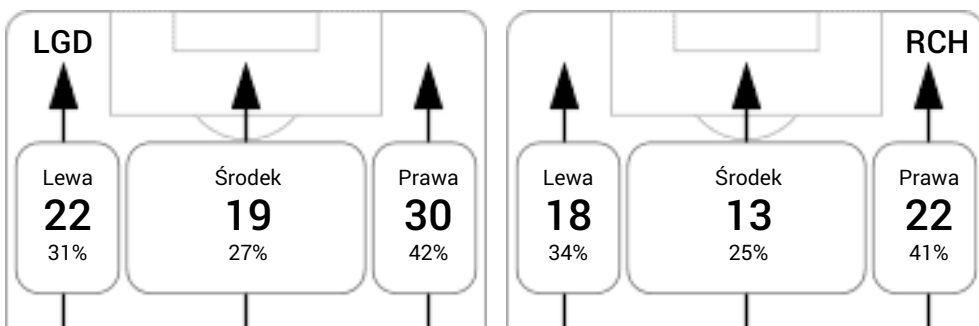 LGD
Lewa
22
31%
Środek
19
27%
Prawa
30
42%
RCH
Lewa
18
34%
Środek
13
25%
Prawa
22
41%